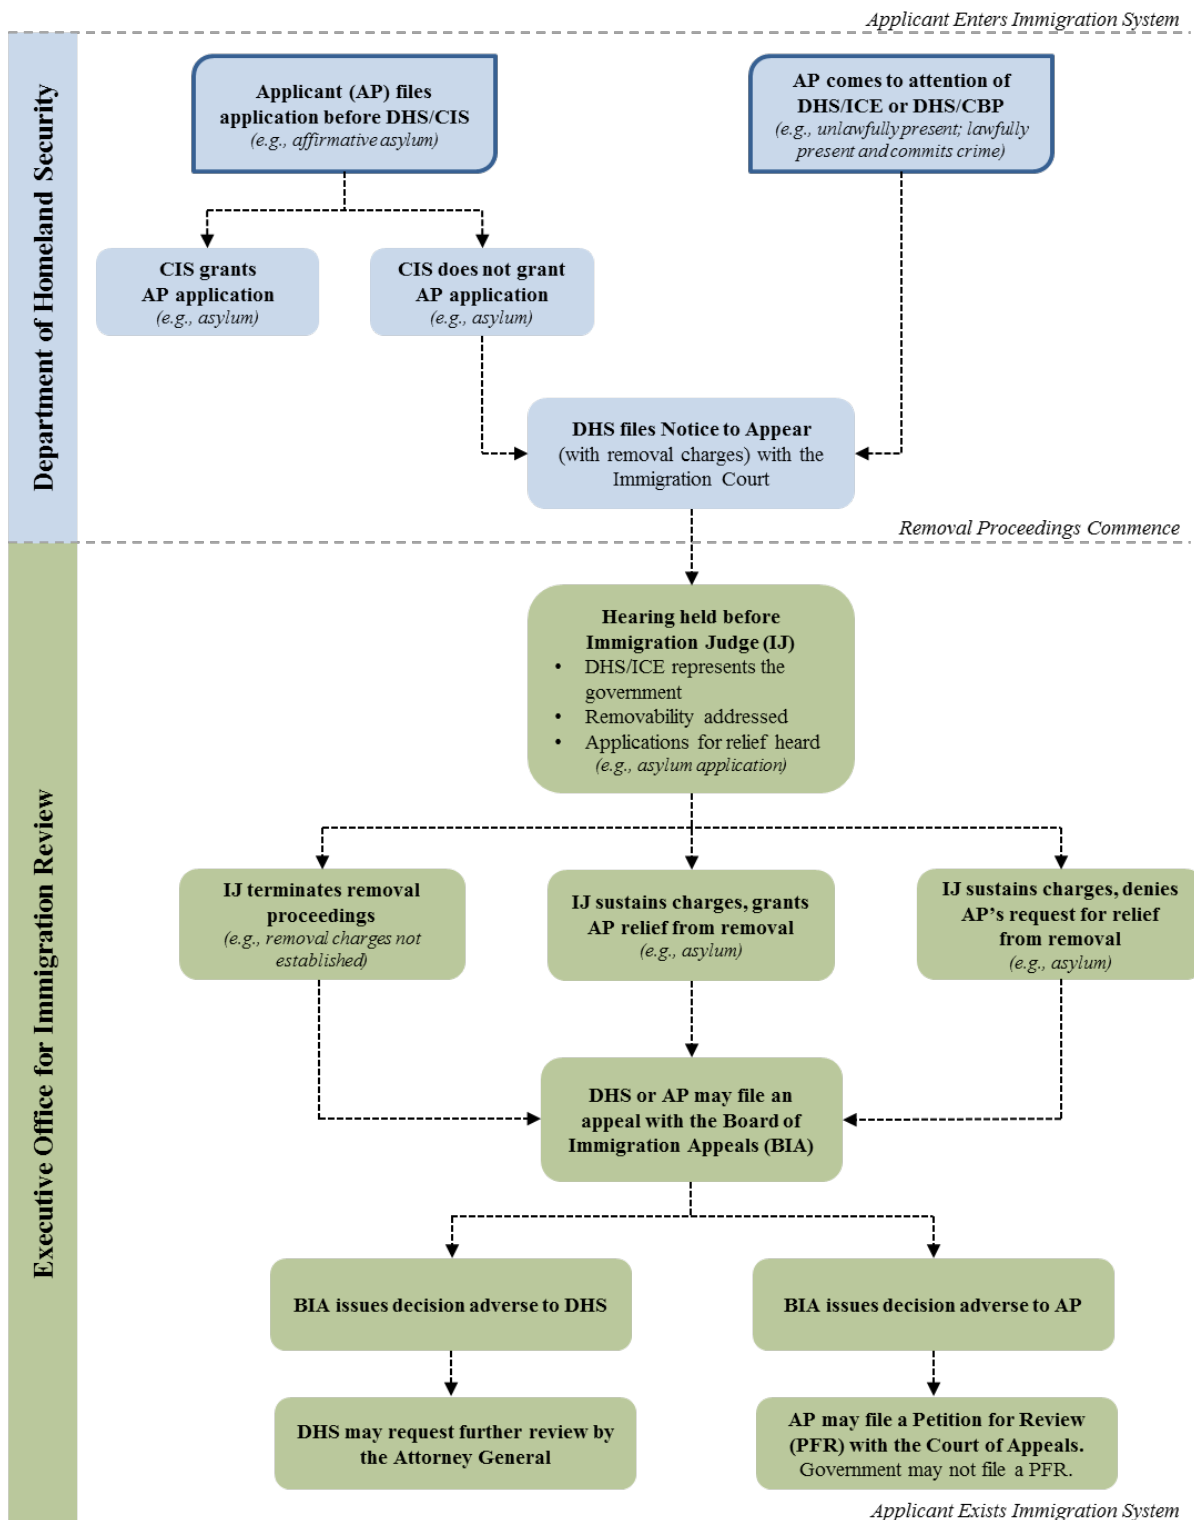 Applicant Enters Immigration System
Department of Homeland Security
Applicant (AP) files
application before DHS/CIS
(e.g., affirmative asylum)
AP comes to attention of
DHS/ICE or DHS/CBP
(e.g., unlawfully present; lawfully
present and commits crime)
CIS grants
AP application
(e.g., asylum)
CIS does not grant
AP application
(e.g., asylum)
DHS files Notice to Appear
(with removal charges) with the
Immigration Court
Removal Proceedings Commence
Executive Office for Immigration Review
Hearing held before
Immigration Judge (IJ)
• DHS/ICE represents the
government
• Removability addressed
• Applications for relief heard
(e.g., asylum application)
IJ terminates removal
proceedings
(e.g., removal charges not
established)
IJ sustains charges, grants
AP relief from removal
(e.g., asylum)
IJ sustains charges, denies
AP's request for relief
from removal
(e.g., asylum)
DHS or AP may file an
appeal with the Board of
Immigration Appeals (BIA)
BIA issues decision adverse to DHS
BIA issues decision adverse to AP
DHS may request further review by
the Attorney General
AP may file a Petition for Review
(PFR) with the Court of Appeals.
Government may not file a PFR.
Applicant Exists Immigration System